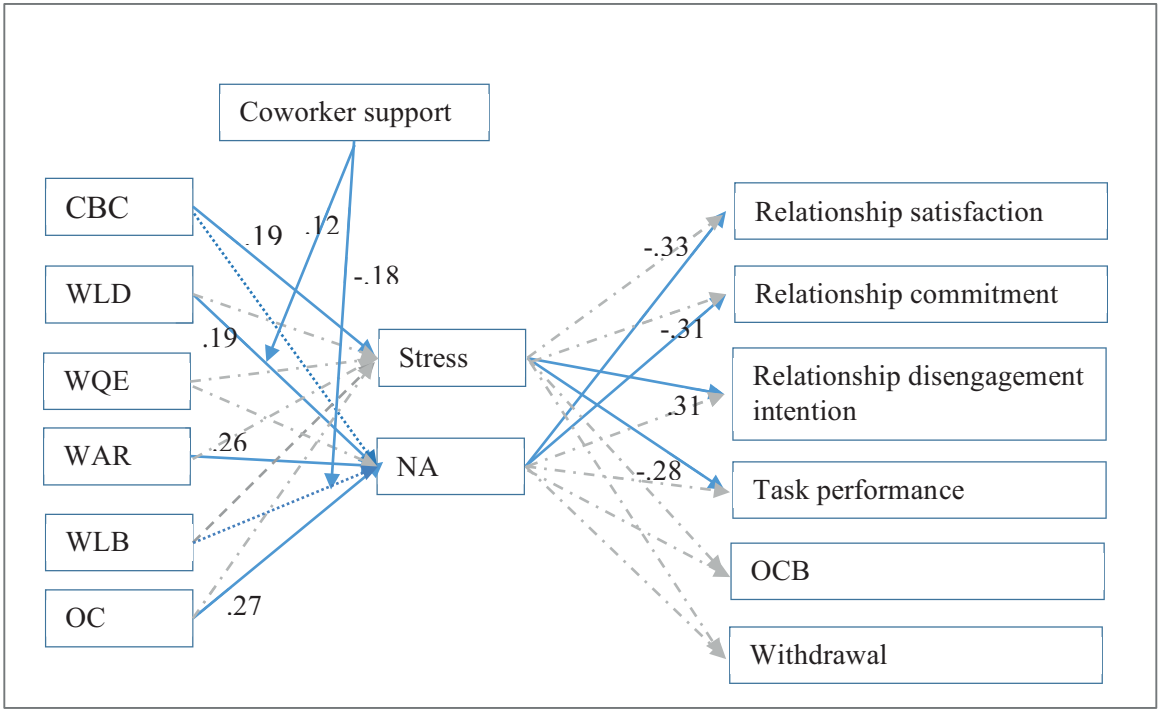 Coworker support
CBC
WLD
WQE
WAR
WLB
OC
.19
.12
-.18
.19
.26
.27
Stress
NA
-.33
-.31
.31
-.28
Relationship satisfaction
Relationship commitment
Relationship disengagement
intention
Task performance
OCB
Withdrawal